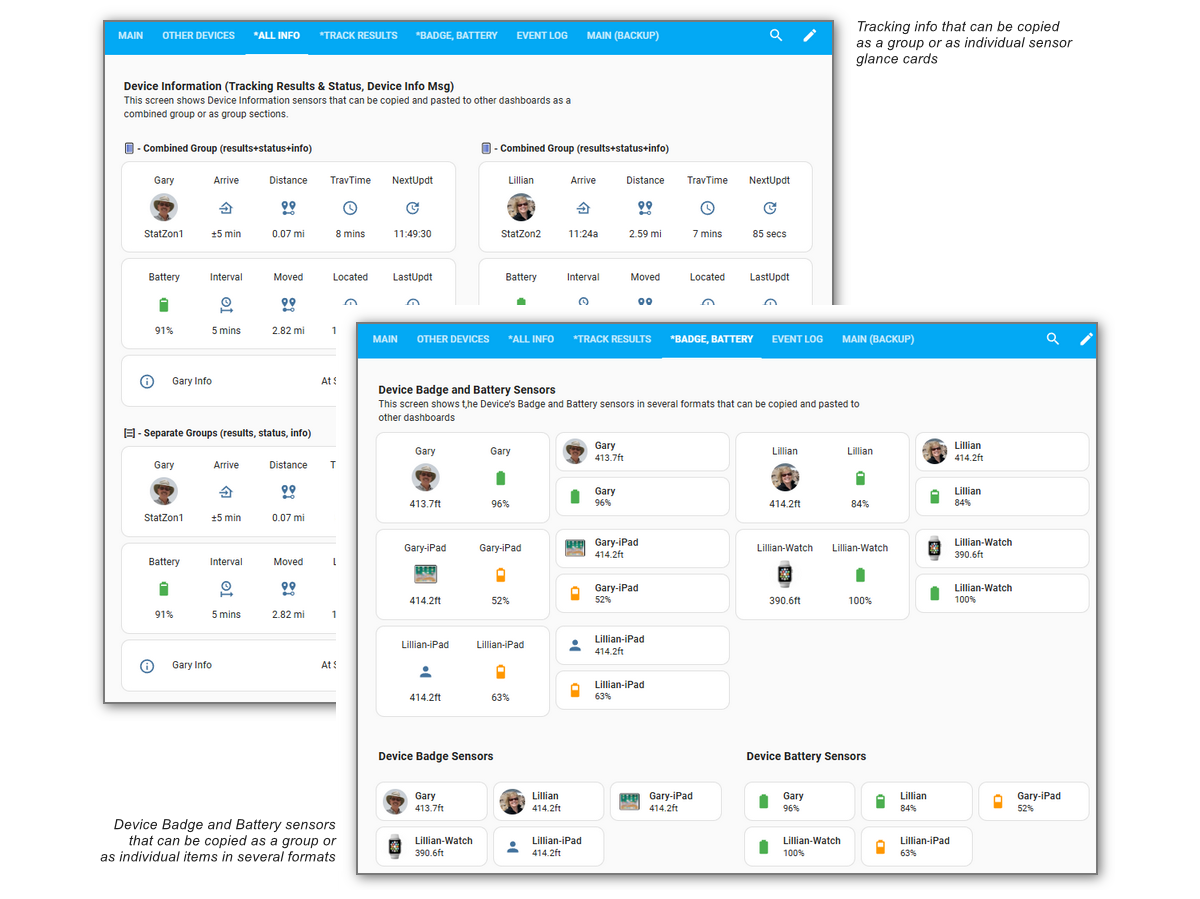 MAIN OTHER DEVICES *ALL INFO *TRACK RESULTS *BADGE, BATTERY EVENT LOG MAIN (BACKUP)
Tracking info that can be copied
as a group or as individual sensor
glance cards
Device Information (Tracking Results & Status, Device Info Msg)
This screen shows Device Information sensors that can be copied and pasted to other dashboards as a
combined group or as group sections.
- Combined Group (results+status+info)
Gary Arrive Distance TravTime NextUpdt
StatZon1 ±5 min 0.07 mi 8 mins 11:49:30
Battery Interval Moved Located LastUpdt
91% 5 mins 2.82 mi 1
Gary Info At S
- Combined Group (results+status+info)
Lillian Arrive Distance TravTime NextUpdt
StatZon2 11:24a 2.59 mi 7 mins 85 secs
Battery Interval Moved Located LastUpdt
- Separate Groups (results, status, info)
Gary Arrive Distance T
StatZon1 ±5 min 0.07 mi
Battery Interval Moved L
91% 5 mins 2.82 mi 1
Gary Info At S
MAIN OTHER DEVICES *ALL INFO *TRACK RESULTS *BADGE, BATTERY EVENT LOG MAIN (BACKUP)
Device Badge and Battery Sensors
This screen shows t,he Device's Badge and Battery sensors in several formats that can be copied and pasted to
other dashboards
Gary Gary
413.7ft 96%
Gary
413.7ft
Gary
96%
Lillian Lillian
414.2ft 84%
Lillian
414.2ft
Lillian
84%
Gary-iPad Gary-iPad
414.2ft 52%
Gary-iPad
414.2ft
Gary-iPad
52%
Lillian-Watch Lillian-Watch
390.6ft 100%
Lillian-Watch
390.6ft
Lillian-Watch
100%
Lillian-iPad Lillian-iPad
414.2ft 63%
Lillian-iPad
414.2ft
Lillian-iPad
63%
Device Badge Sensors
Gary Lillian Gary-iPad
413.7ft 414.2ft 414.2ft
Lillian-Watch Lillian-iPad
390.6ft 414.2ft
Device Battery Sensors
Gary Lillian Gary-iPad
96% 84% 52%
Lillian-Watch Lillian-iPad
100% 63%
Device Badge and Battery sensors
that can be copied as a group or
as individual items in several formats